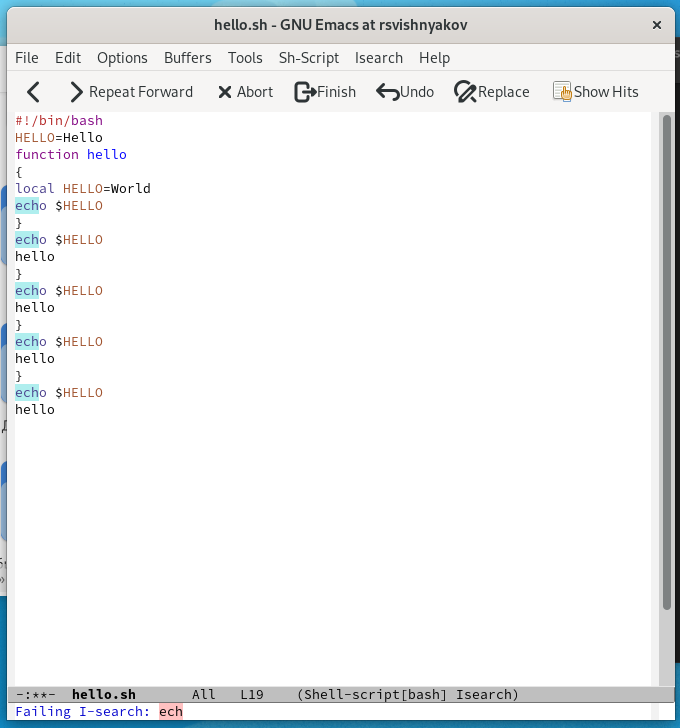 hello.sh - GNU Emacs at rsvishnyakov ×
File Edit Options Buffers Tools Sh-Script Isearch Help
Repeat Forward Abort Finish Undo Replace Show Hits
#!/bin/bash
HELLO=Hello
function hello
{
local HELLO=World
echo $HELLO
}
echo $HELLO
hello
}
echo $HELLO
hello
}
echo $HELLO
hello
}
echo $HELLO
hello
-:**- hello.sh All L19 (Shell-script[bash] Isearch)
Failing I-search: ech